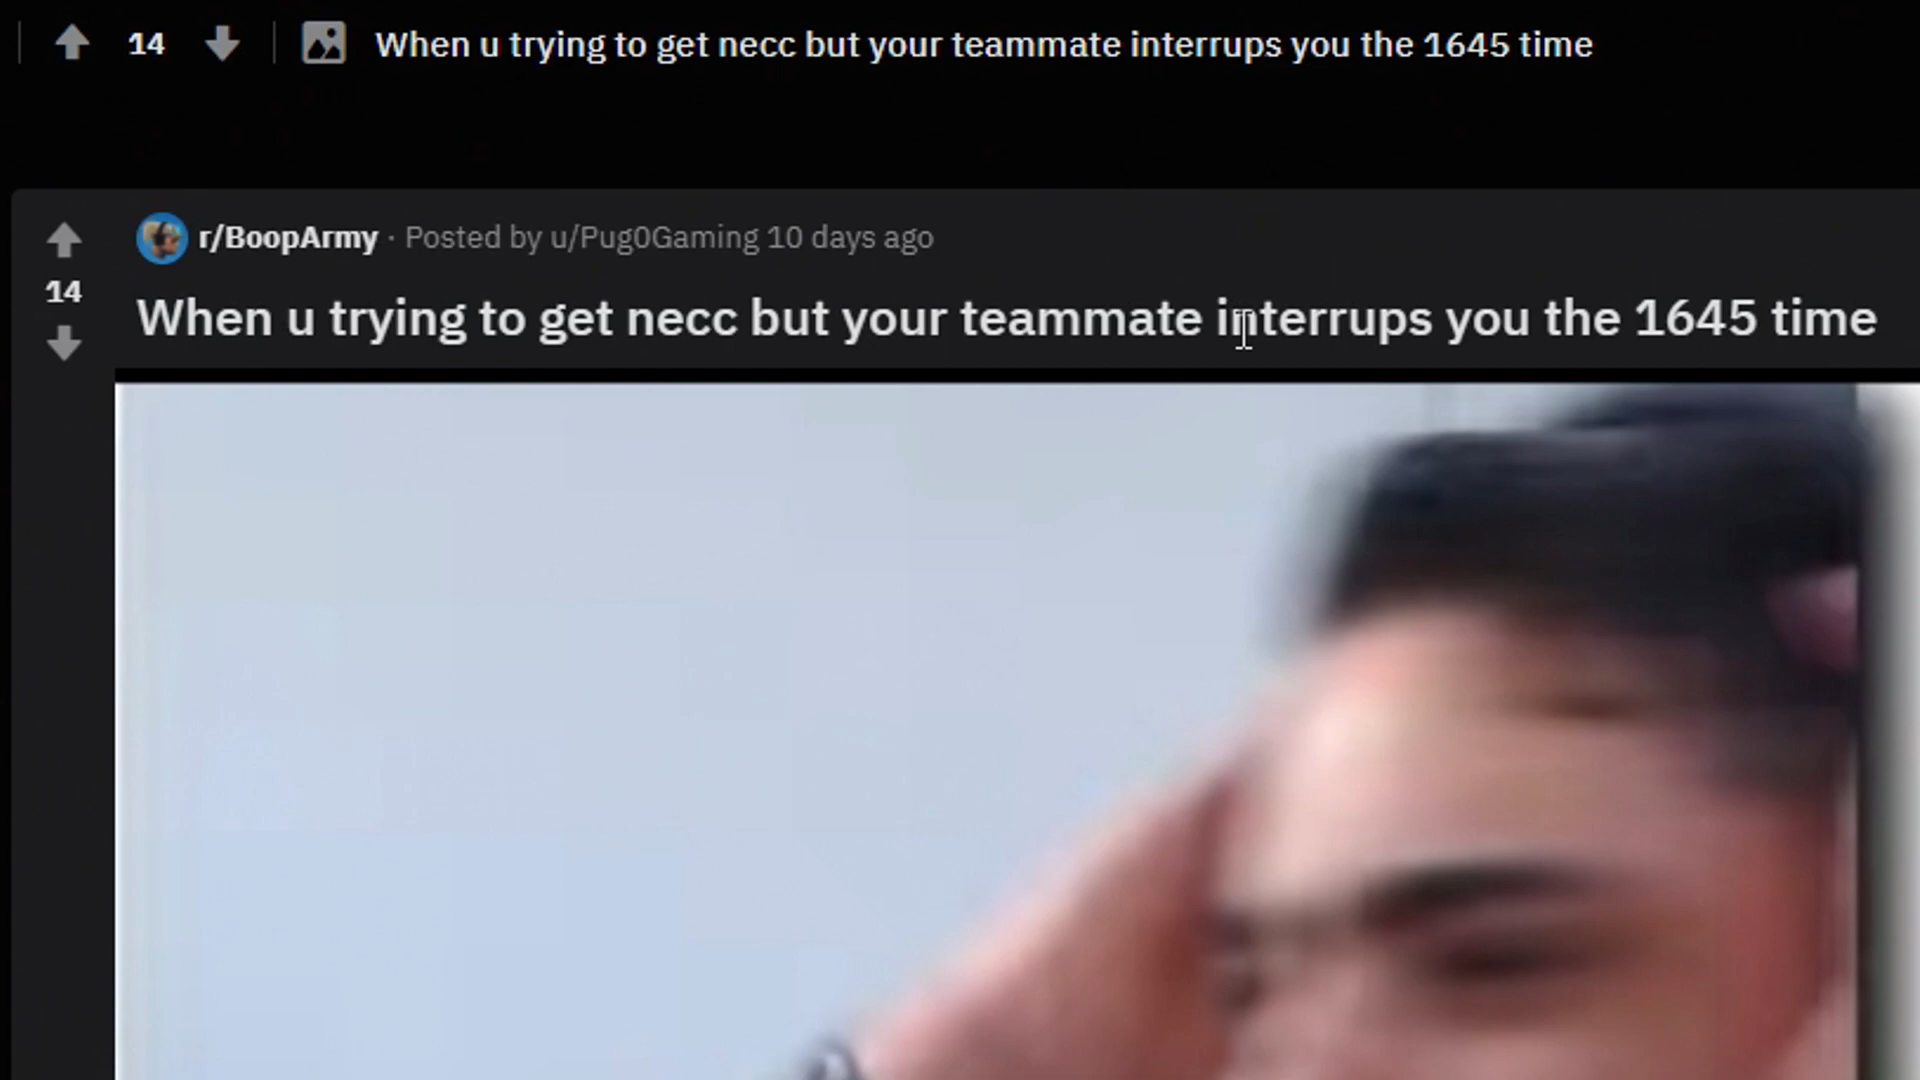 14 When u trying to get necc but your teammate interrups you the 1645 time
r/BoopArmy · Posted by u/Pug0Gaming 10 days ago
14
When u trying to get necc but your teammate interrups you the 1645 time